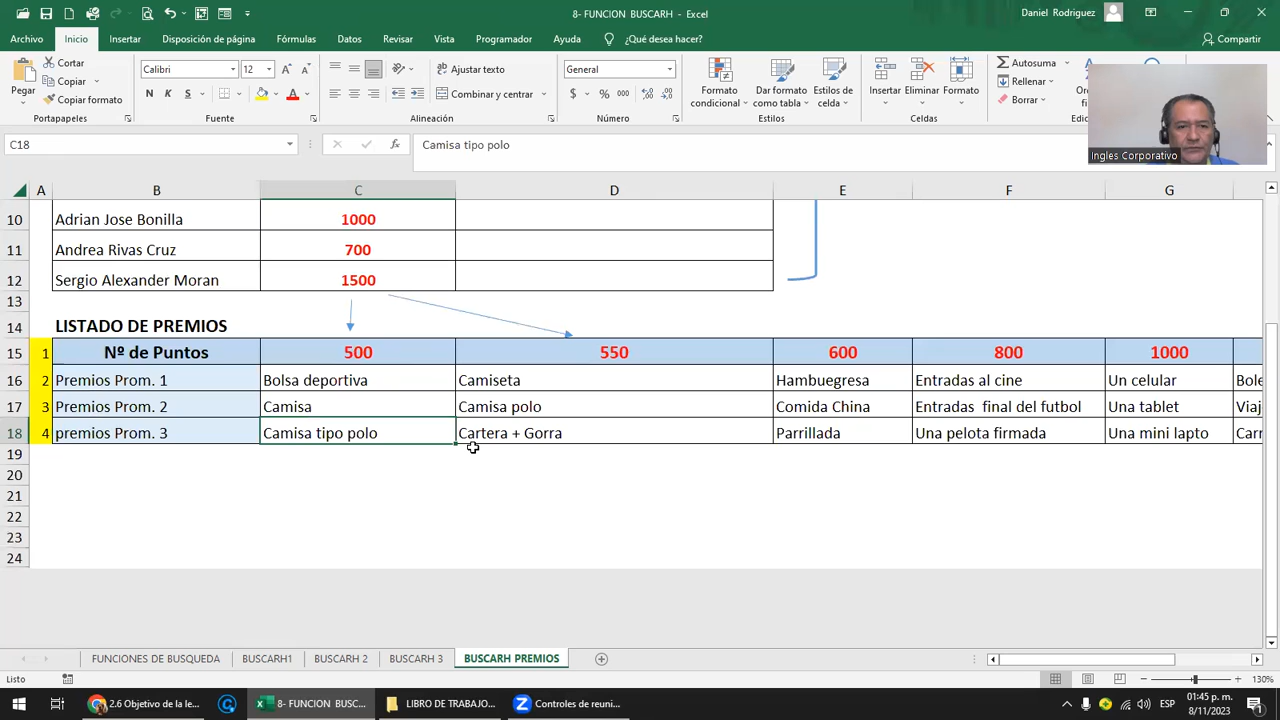 8- FUNCION BUSCARH - Excel
Daniel Rodriguez
Archivo Inicio Insertar Disposición de página Fórmulas Datos Revisar Vista Programador Ayuda ¿Qué desea hacer? Compartir
Pegar
Cortar
Copiar
Copiar formato
Portapapeles
Calibri 12
N K S
Fuente
Ajustar texto
Combinar y centrar
Alineación
General
$ % 000
Número
Formato condicional
Dar formato como tabla
Estilos de celda
Estilos
Insertar Eliminar Formato
Celdas
Autosuma
Rellenar
Borrar
Ingles Corporativo
C18 fx Camisa tipo polo
A B C D E F G
10 Adrian Jose Bonilla 1000
11 Andrea Rivas Cruz 700
12 Sergio Alexander Moran 1500
13
14 LISTADO DE PREMIOS
15 1 Nº de Puntos 500 550 600 800 1000
16 2 Premios Prom. 1 Bolsa deportiva Camiseta Hambuegresa Entradas al cine Un celular Bole
17 3 Premios Prom. 2 Camisa Camisa polo Comida China Entradas final del futbol Una tablet Viaj
18 4 premios Prom. 3 Camisa tipo polo Cartera + Gorra Parrillada Una pelota firmada Una mini lapto Carr
19
20
21
22
23
24
FUNCIONES DE BUSQUEDA BUSCARH1 BUSCARH 2 BUSCARH 3 BUSCARH PREMIOS
Listo 130%
2.6 Objetivo de la le... 8- FUNCION BUSC... LIBRO DE TRABAJO... Controles de reuni...
ESP 01:45 p. m.
8/11/2023